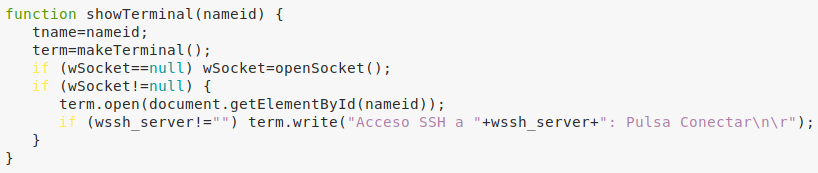 function showTerminal(nameid) {
   tname=nameid;
   term=makeTerminal();
   if (wSocket==null) wSocket=openSocket();
   if (wSocket!=null) {
      term.open(document.getElementById(nameid));
      if (wssh_server!="") term.write("Acceso SSH a "+wssh_server+": Pulsa Conectar\n\r");
   }
}